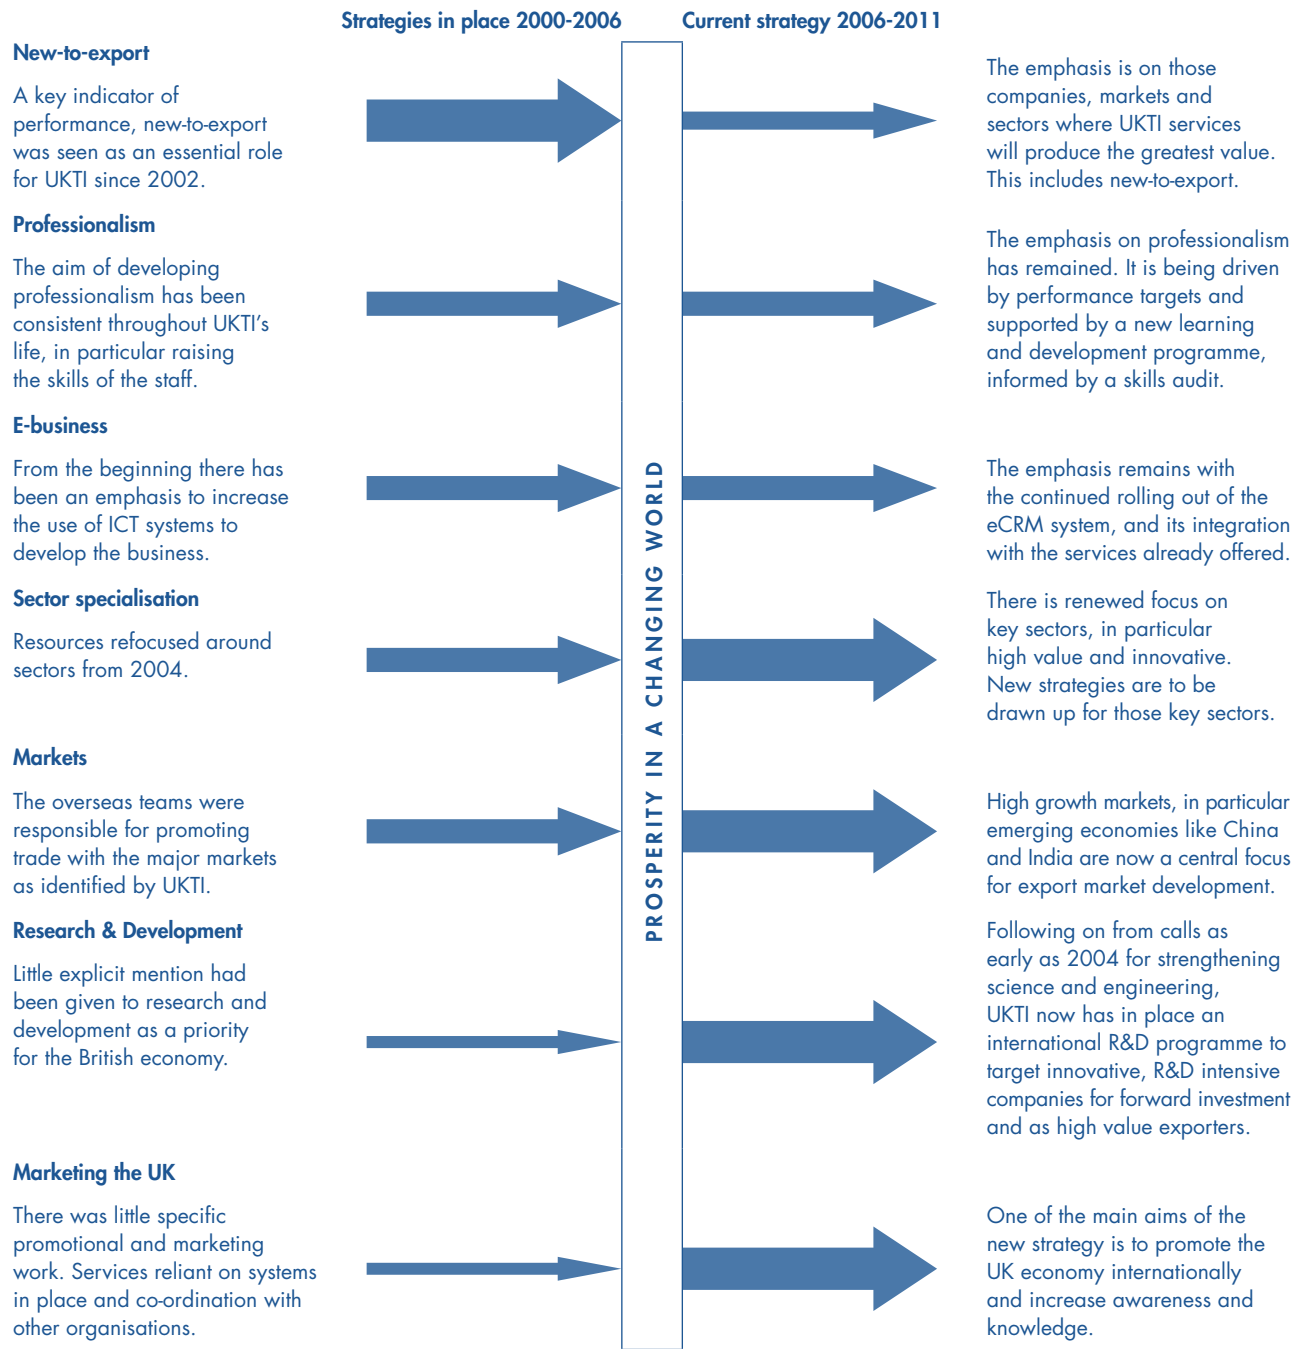 Strategies in place 2000-2006
Current strategy 2006-2011
New-to-export
A key indicator of
performance, new-to-export
was seen as an essential role
for UKTI since 2002.
The emphasis is on those
companies, markets and
sectors where UKTI services
will produce the greatest value.
This includes new-to-export.
Professionalism
The aim of developing
professionalism has been
consistent throughout UKTI’s
life, in particular raising
the skills of the staff.
The emphasis on professionalism
has remained. It is being driven
by performance targets and
supported by a new learning
and development programme,
informed by a skills audit.
E-business
From the beginning there has
been an emphasis to increase
the use of ICT systems to
develop the business.
The emphasis remains with
the continued rolling out of the
eCRM system, and its integration
with the services already offered.
Sector specialisation
Resources refocused around
sectors from 2004.
There is renewed focus on
key sectors, in particular
high value and innovative.
New strategies are to be
drawn up for those key sectors.
PROSPERITY IN A CHANGING WORLD
Markets
The overseas teams were
responsible for promoting
trade with the major markets
as identified by UKTI.
High growth markets, in particular
emerging economies like China
and India are now a central focus
for export market development.
Research & Development
Little explicit mention had
been given to research and
development as a priority
for the British economy.
Following on from calls as
early as 2004 for strengthening
science and engineering,
UKTI now has in place an
international R&D programme to
target innovative, R&D intensive
companies for forward investment
and as high value exporters.
Marketing the UK
There was little specific
promotional and marketing
work. Services reliant on systems
in place and co-ordination with
other organisations.
One of the main aims of the
new strategy is to promote the
UK economy internationally
and increase awareness and
knowledge.